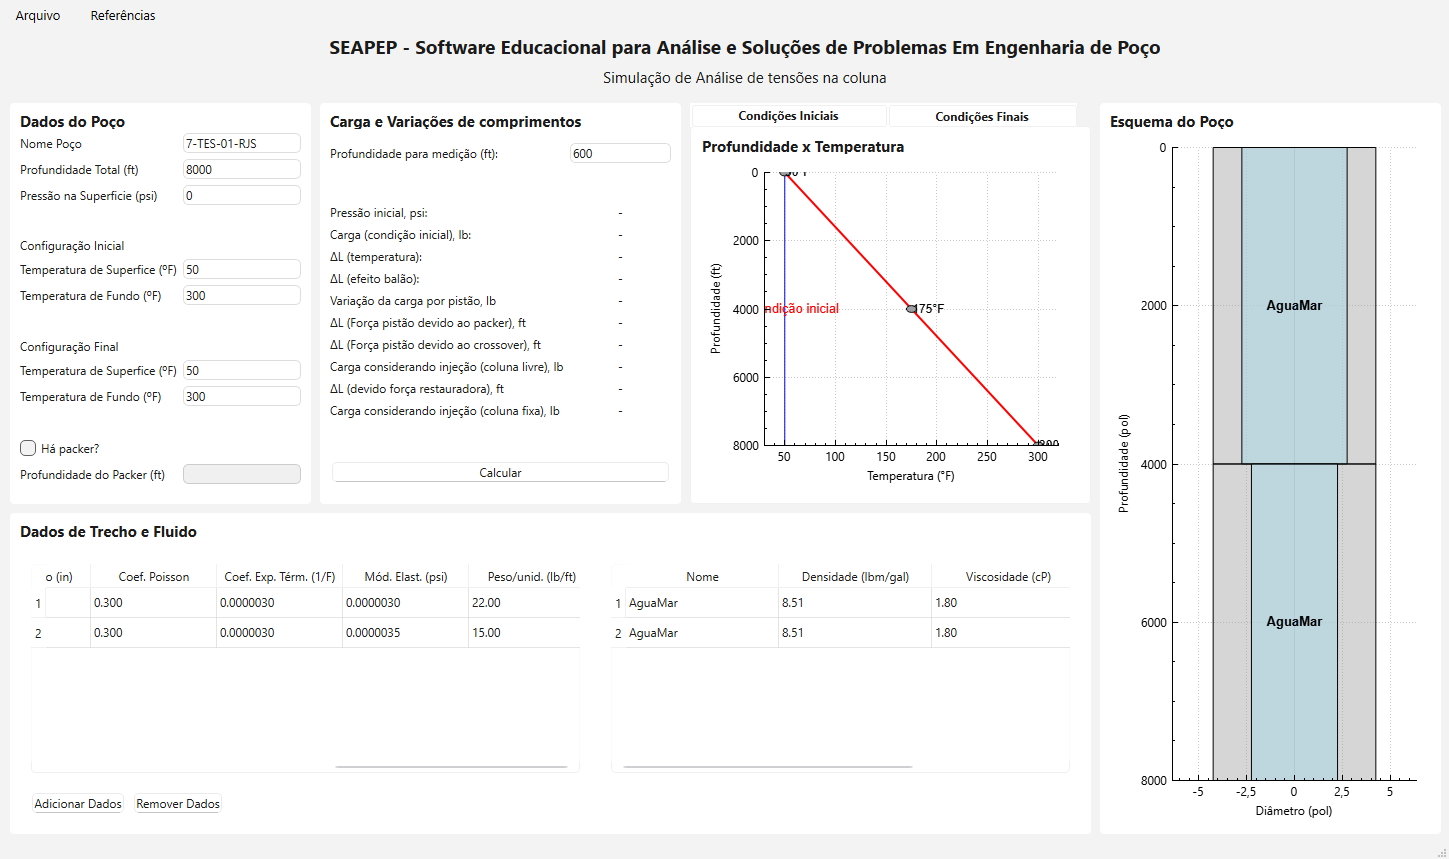 Arquivo Referências
SEAPEP - Software Educacional para Análise e Soluções de Problemas Em Engenharia de Poço
Simulação de Análise de tensões na coluna
Dados do Poço
Nome Poço 7-TES-01-RJS
Profundidade Total (ft) 8000
Pressão na Superficie (psi) 0
Configuração Inicial
Temperatura de Superfice (ºF) 50
Temperatura de Fundo (ºF) 300
Configuração Final
Temperatura de Superfice (ºF) 50
Temperatura de Fundo (ºF) 300
Há packer?
Profundidade do Packer (ft)
Carga e Variações de comprimentos
Profundidade para medição (ft): 600
Pressão inicial, psi: -
Carga (condição inicial), lb: -
ΔL (temperatura): -
ΔL (efeito balão): -
Variação da carga por pistão, lb -
ΔL (Força pistão devido ao packer), ft -
ΔL (Força pistão devido ao crossover), ft -
Carga considerando injeção (coluna livre), lb -
ΔL (devido força restauradora), ft -
Carga considerando injeção (coluna fixa), lb -
Calcular
Condições Iniciais Condições Finais
Profundidade x Temperatura
0
2000
4000 ndição inicial 175°F
6000
8000 300
50 100 150 200 250 300
Temperatura (°F)
Profundidade (ft)
Esquema do Poço
0
2000 AguaMar
4000
6000 AguaMar
8000
-5 -2,5 0 2,5 5
Diâmetro (pol)
Profundidade (pol)
Dados de Trecho e Fluido
o (in) Coef. Poisson Coef. Exp. Térm. (1/F) Mód. Elast. (psi) Peso/unid. (lb/ft)
1 0.300 0.0000030 0.0000030 22.00
2 0.300 0.0000030 0.0000035 15.00
Nome Densidade (lbm/gal) Viscosidade (cP)
1 AguaMar 8.51 1.80
2 AguaMar 8.51 1.80
Adicionar Dados Remover Dados